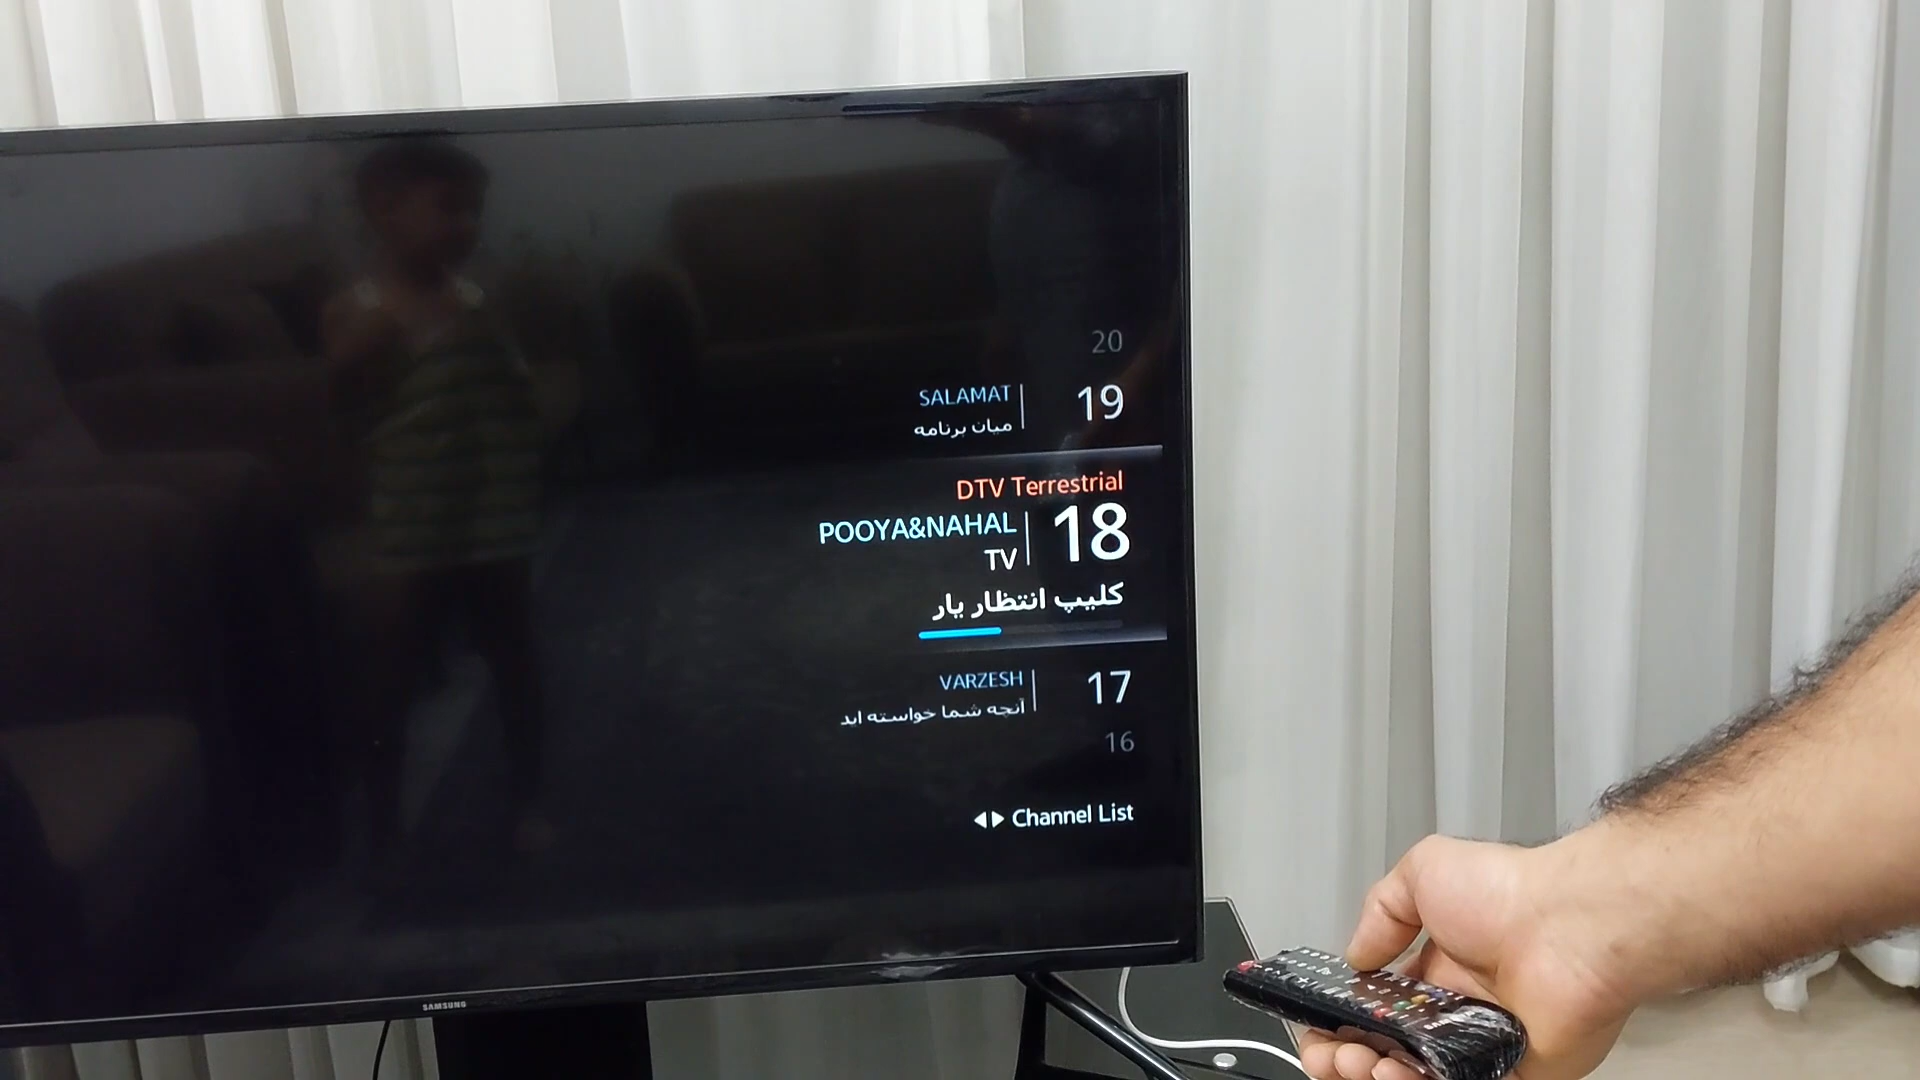 20
SALAMAT 19
میان برنامه
DTV Terrestrial
POOYA&NAHAL 18
TV
کلیپ انتظار یار
VARZESH 17
آنچه شما خواسته اید
16
◀▶ Channel List
SAMSUNG